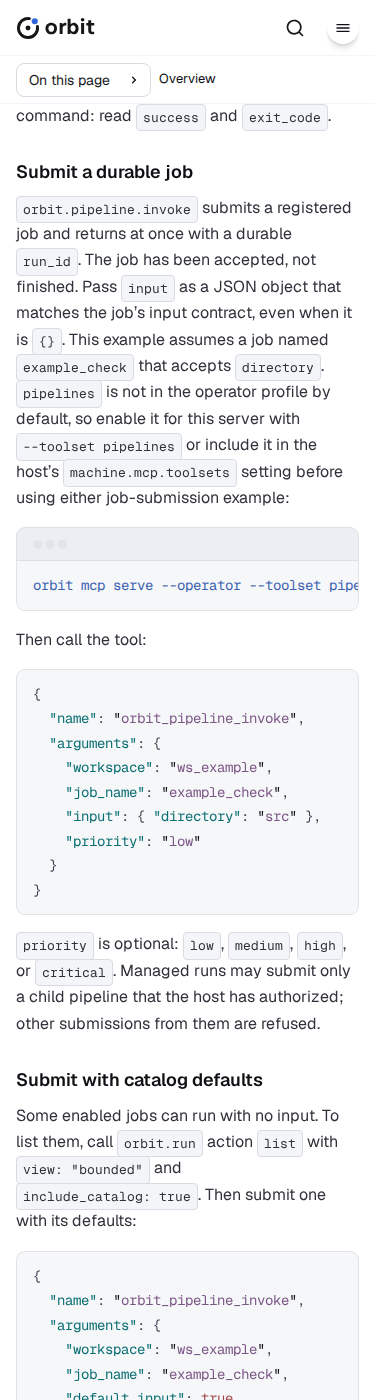 orbit
On this page
Overview
command: read success and exit_code.
Submit a durable job
orbit.pipeline.invoke submits a registered
job and returns at once with a durable
run_id. The job has been accepted, not
finished. Pass input as a JSON object that
matches the job’s input contract, even when it
is {}. This example assumes a job named
example_check that accepts directory.
pipelines is not in the operator profile by
default, so enable it for this server with
--toolset pipelines or include it in the
host’s machine.mcp.toolsets setting before
using either job-submission example:
orbit mcp serve --operator --toolset pipe
Then call the tool:
{
"name": "orbit_pipeline_invoke",
"arguments": {
"workspace": "ws_example",
"job_name": "example_check",
"input": { "directory": "src" },
"priority": "low"
}
}
priority is optional: low, medium, high,
or critical. Managed runs may submit only
a child pipeline that the host has authorized;
other submissions from them are refused.
Submit with catalog defaults
Some enabled jobs can run with no input. To
list them, call orbit.run action list with
view: "bounded" and
include_catalog: true. Then submit one
with its defaults:
{
"name": "orbit_pipeline_invoke",
"arguments": {
"workspace": "ws_example",
"job_name": "example_check",
"default_input": true